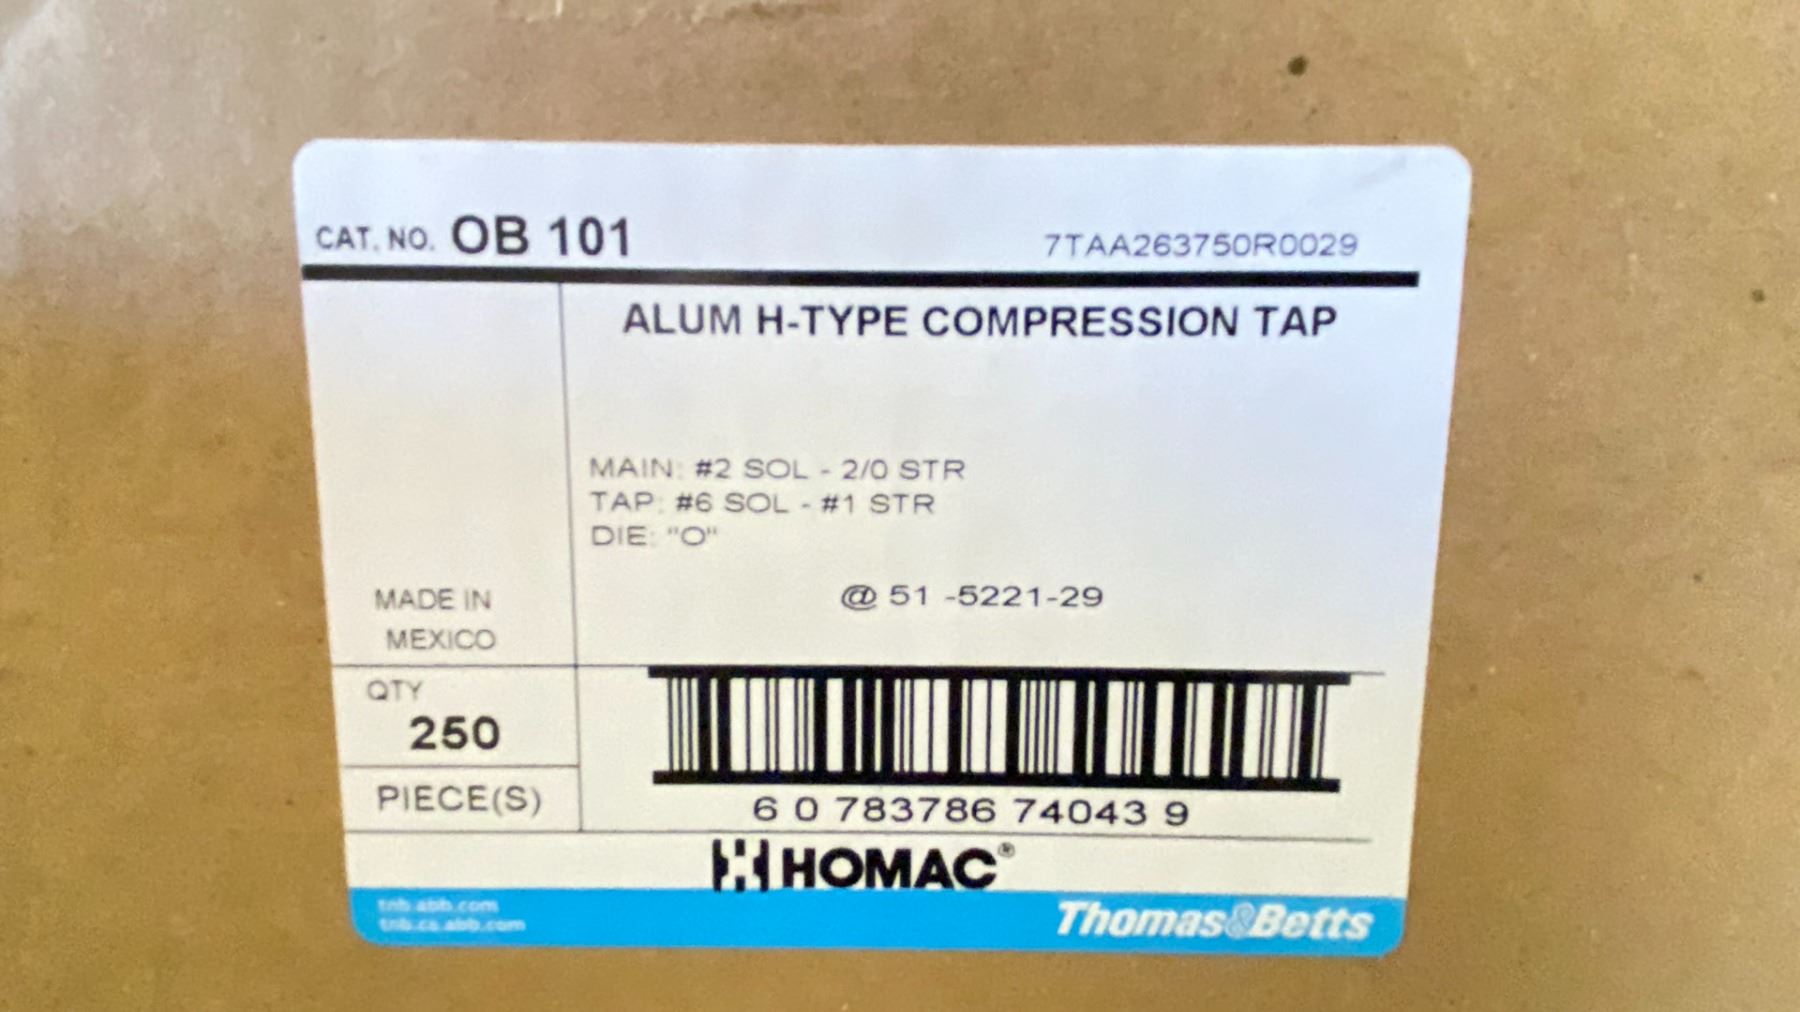 CAT. NO. OB 101 7TAA263750R0029
ALUM H-TYPE COMPRESSION TAP
MAIN: #2 SOL - 2/0 STR
TAP: #6 SOL - #1 STR
DIE: "O"
@ 51 -5221-29
MADE IN
MEXICO
QTY
250
PIECE(S)
6 0 783786 74043 9
HOMAC®
tnb.abb.com
tnb.ca.abb.com
Thomas&Betts